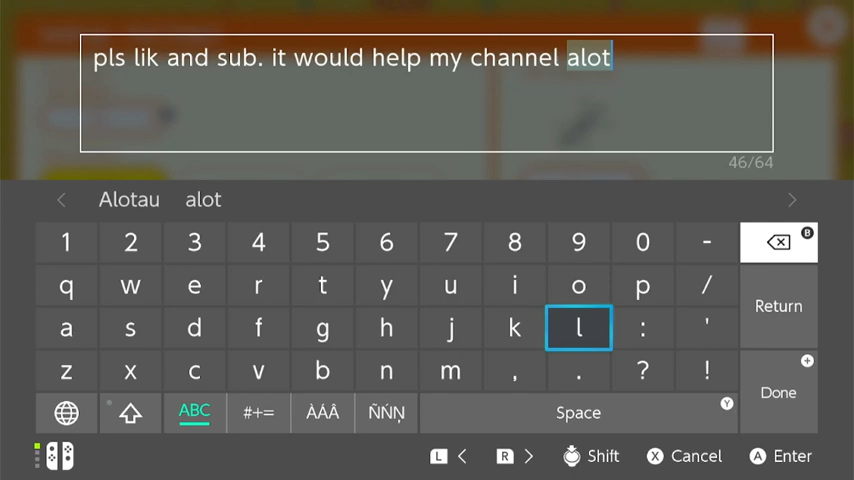 pls lik and sub. it would help my channel alot
46/64
< Alotau alot >
1 2 3 4 5 6 7 8 9 0 - B
q w e r t y u i o p / Return
a s d f g h j k l : '
z x c v b n m , . ? ! + Done
ABC #+= ÀÁÂ ÑŃŅ Space Y
L < R > Shift X Cancel A Enter